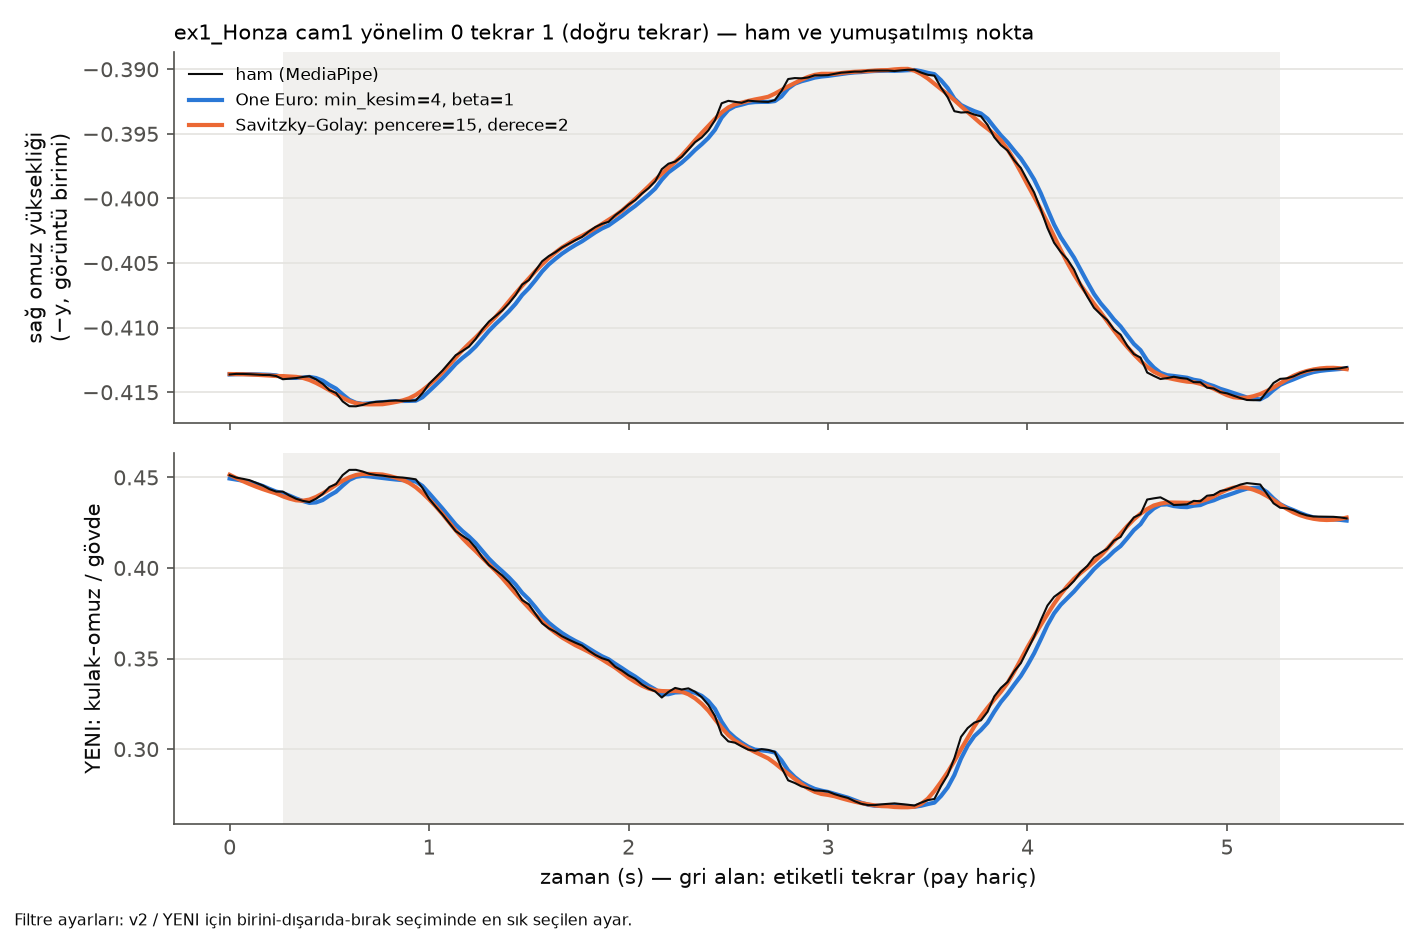 ex1_Honza cam1 yönelim 0 tekrar 1 (doğru tekrar) — ham ve yumuşatılmış nokta
ham (MediaPipe)
One Euro: min_kesim=4, beta=1
Savitzky–Golay: pencere=15, derece=2
sağ omuz yüksekliği
(−y, görüntü birimi)
−0.390
−0.395
−0.400
−0.405
−0.410
−0.415
YENI: kulak–omuz / gövde
0.45
0.40
0.35
0.30
0 1 2 3 4 5
zaman (s) — gri alan: etiketli tekrar (pay hariç)
Filtre ayarları: v2 / YENI için birini-dışarıda-bırak seçiminde en sık seçilen ayar.